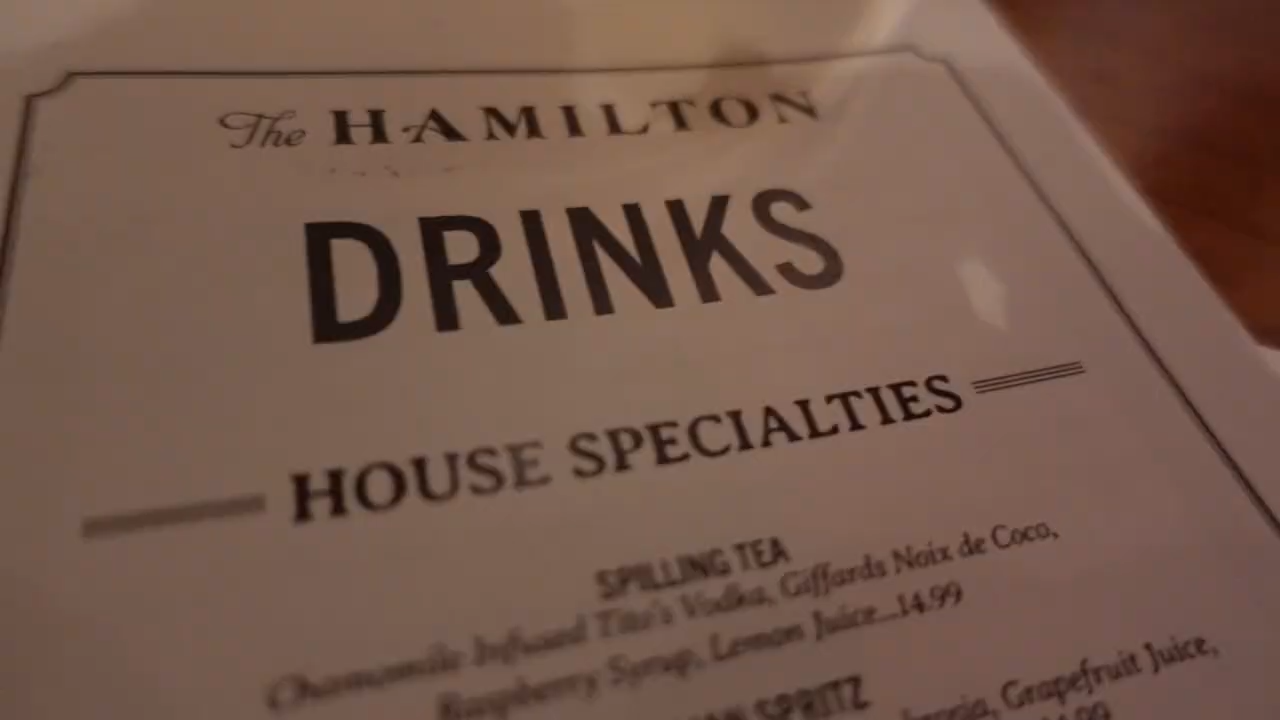 The HAMILTON
DRINKS
HOUSE SPECIALTIES
SPILLING TEA
Chamomile Infused Tito's Vodka, Giffards Noix de Coco,
Raspberry Syrup, Lemon Juice...14.99
SPRITZ
Grapefruit Juice,